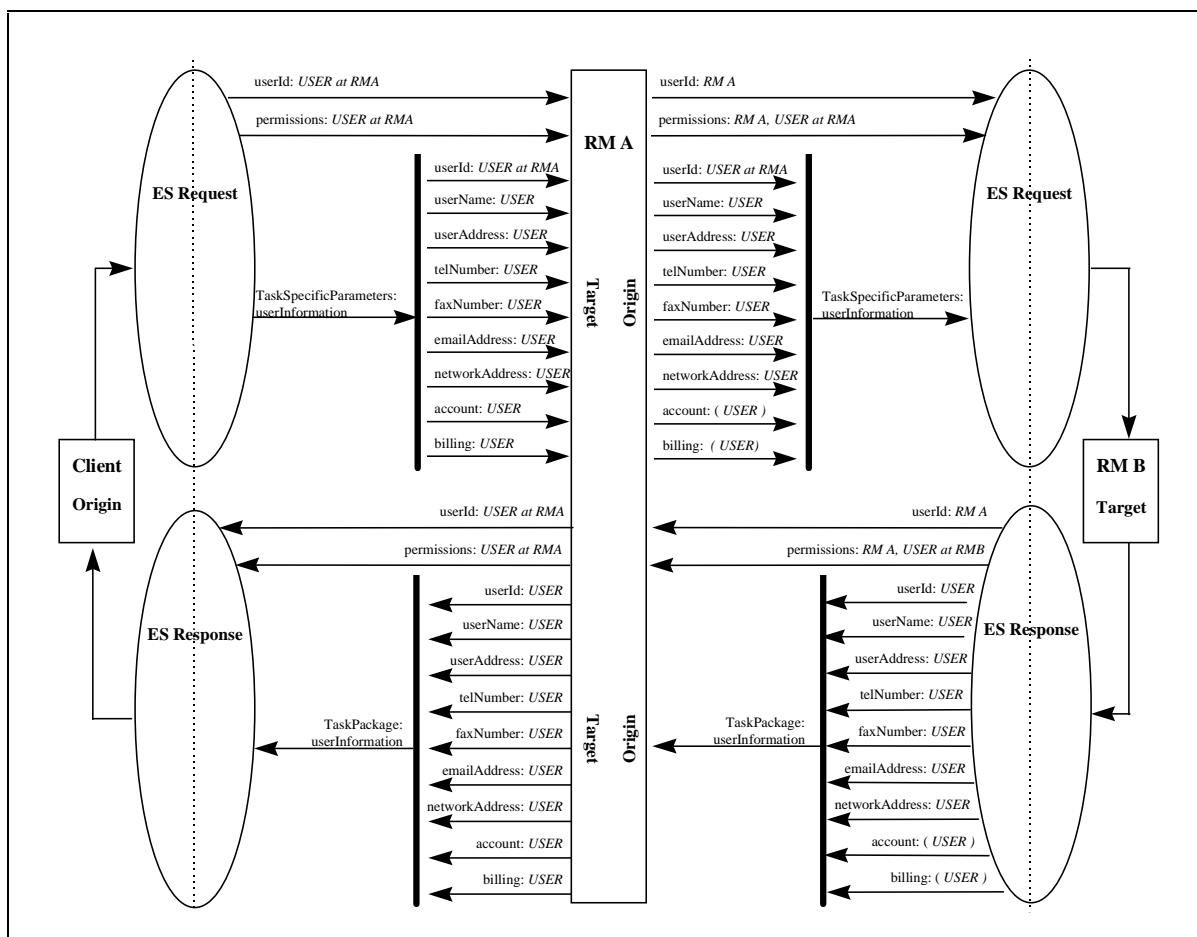 userId: USER at RMA
permissions: USER at RMA
ES Request
TaskSpecificParameters:
userInformation
userId: USER at RMA
userName: USER
userAddress: USER
telNumber: USER
faxNumber: USER
emailAddress: USER
networkAddress: USER
account: USER
billing: USER
RM A
Target
Origin
userId: RM A
permissions: RM A, USER at RMA
userId: USER at RMA
userName: USER
userAddress: USER
telNumber: USER
faxNumber: USER
emailAddress: USER
networkAddress: USER
account: ( USER )
billing: ( USER)
TaskSpecificParameters:
userInformation
ES Request
Client
Origin
RM B
Target
userId: USER at RMA
permissions: USER at RMA
ES Response
TaskPackage:
userInformation
userId: USER
userName: USER
userAddress: USER
telNumber: USER
faxNumber: USER
emailAddress: USER
networkAddress: USER
account: USER
billing: USER
Target
Origin
userId: RM A
permissions: RM A, USER at RMB
TaskPackage:
userInformation
userId: USER
userName: USER
userAddress: USER
telNumber: USER
faxNumber: USER
emailAddress: USER
networkAddress: USER
account: ( USER )
billing: ( USER )
ES Response